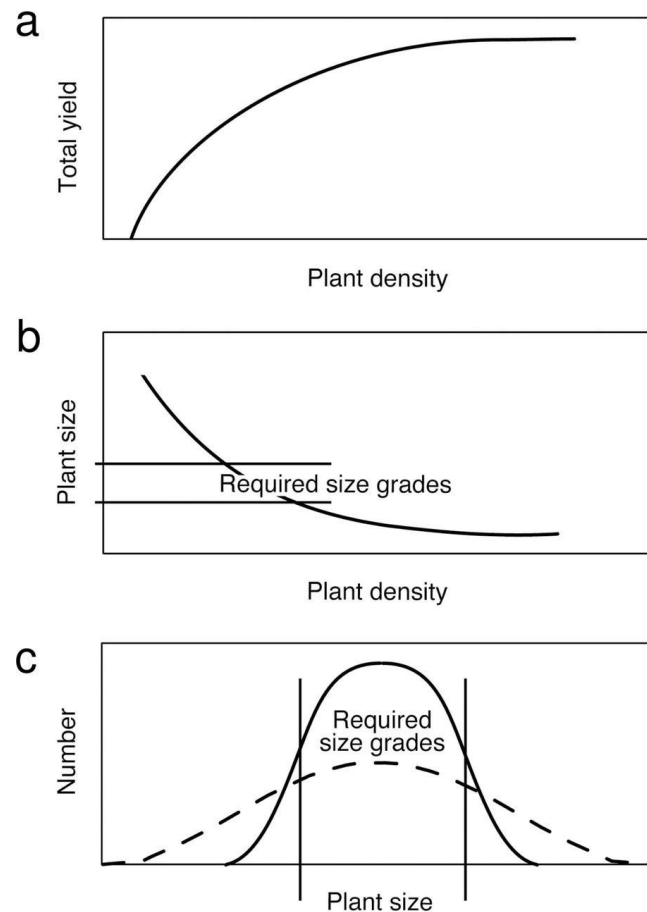 a
Total yield
Plant density
b
Plant size
Required size grades
Plant density
c
Number
Required
size grades
Plant size